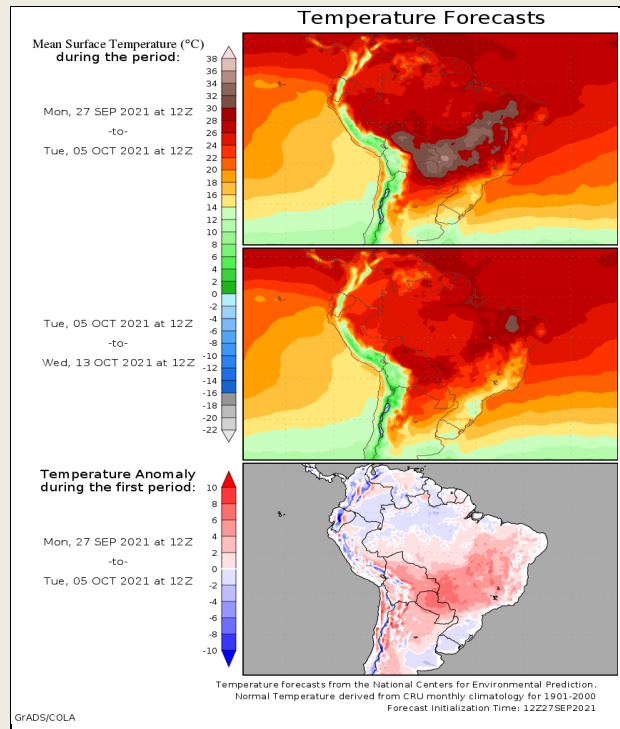 Temperature Forecasts
Mean Surface Temperature (°C)
during the period:
Mon, 27 SEP 2021 at 12Z
-to-
Tue, 05 OCT 2021 at 12Z
38
36
34
32
30
28
26
24
22
20
18
16
14
12
10
8
6
4
2
0
-2
-4
-6
-8
-10
-12
-14
-16
-18
-20
-22
Tue, 05 OCT 2021 at 12Z
-to-
Wed, 13 OCT 2021 at 12Z
Temperature Anomaly
during the first period:
Mon, 27 SEP 2021 at 12Z
-to-
Tue, 05 OCT 2021 at 12Z
10
8
6
4
2
0
-2
-4
-6
-8
-10
Temperature forecasts from the National Centers for Environmental Prediction.
Normal Temperature derived from CRU monthly climatology for 1901-2000
Forecast Initialization Time: 12Z27SEP2021
GrADS/COLA